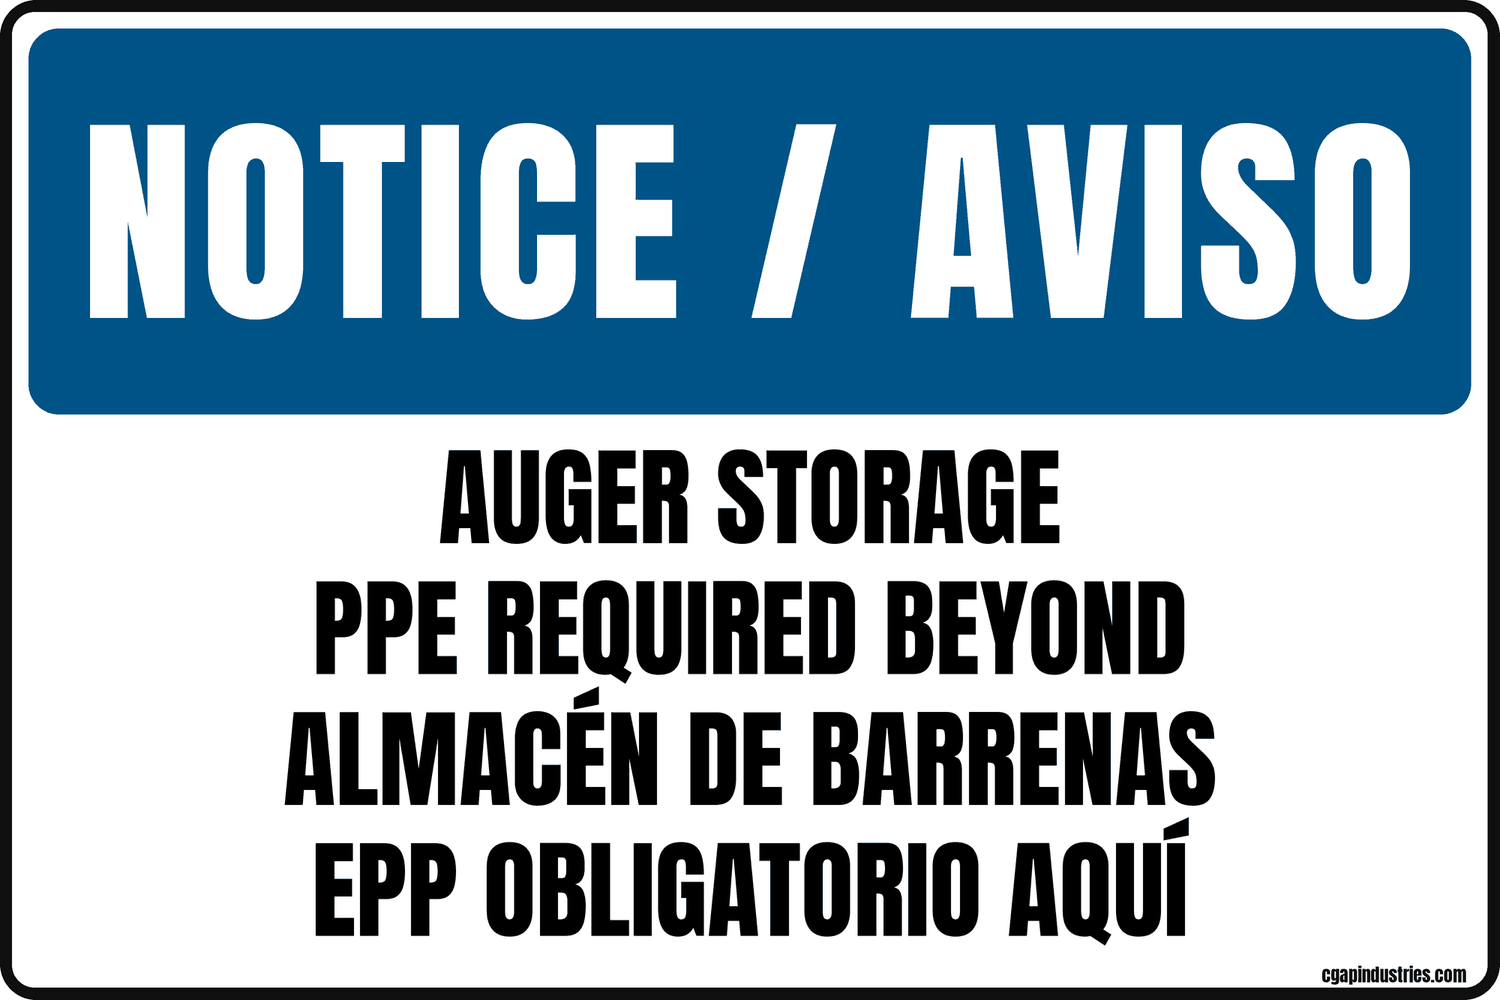 NOTICE / AVISO
AUGER STORAGE
PPE REQUIRED BEYOND
ALMACÉN DE BARRENAS
EPP OBLIGATORIO AQUÍ
cgapindustries.com